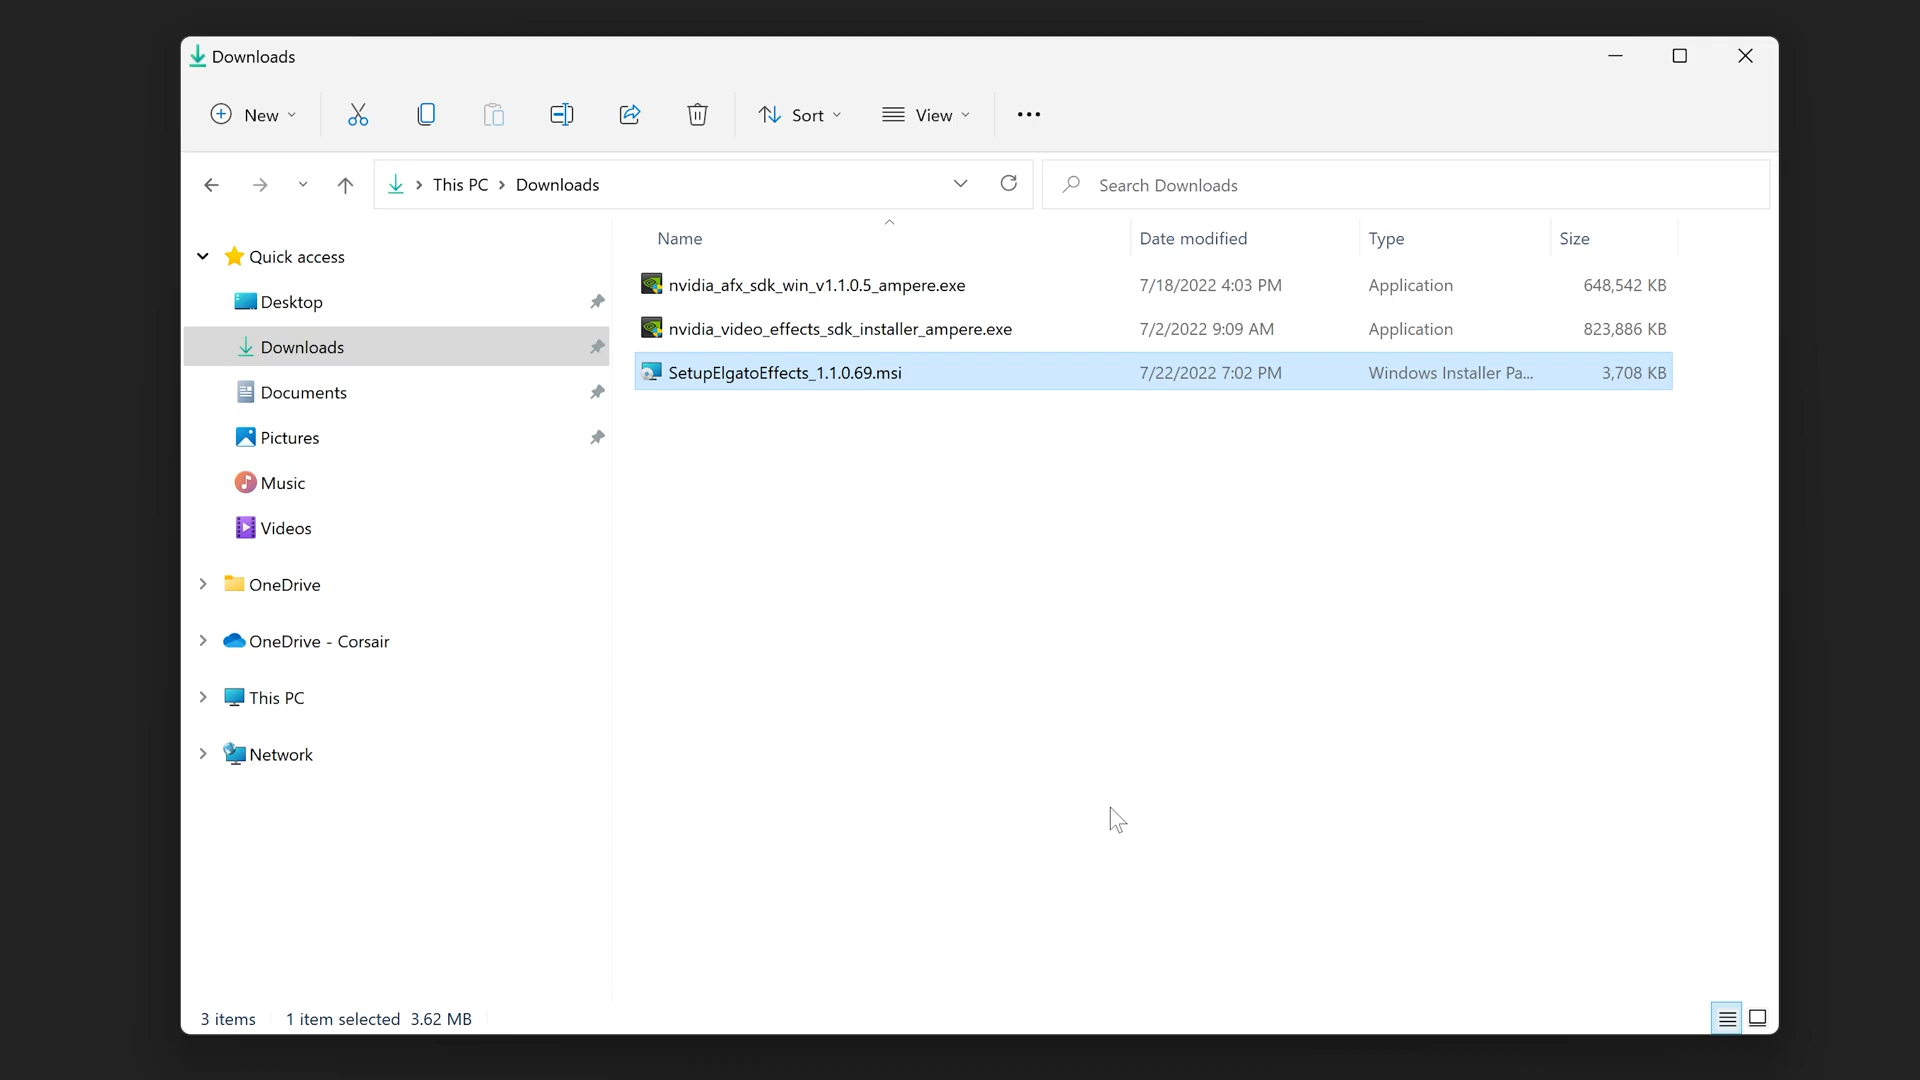 Downloads
New
Sort
View
This PC
Downloads
Search Downloads
Name
Date modified
Type
Size
Quick access
Desktop
Downloads
Documents
Pictures
Music
Videos
OneDrive
OneDrive - Corsair
This PC
Network
nvidia_afx_sdk_win_v1.1.0.5_ampere.exe 7/18/2022 4:03 PM Application 648,542 KB
nvidia_video_effects_sdk_installer_ampere.exe 7/2/2022 9:09 AM Application 823,886 KB
SetupElgatoEffects_1.1.0.69.msi 7/22/2022 7:02 PM Windows Installer Pa... 3,708 KB
3 items 1 item selected 3.62 MB